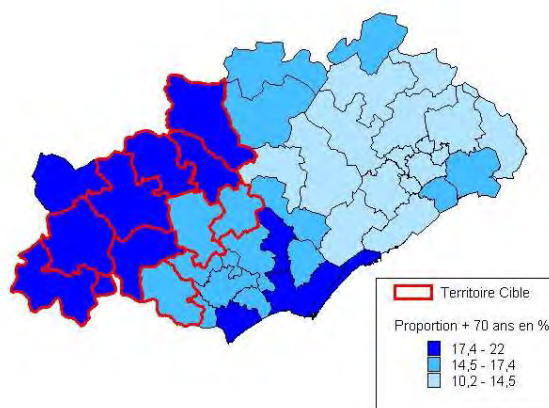 Territoire Cible
Proportion + 70 ans en %
17,4 - 22
14,5 - 17,4
10,2 - 14,5